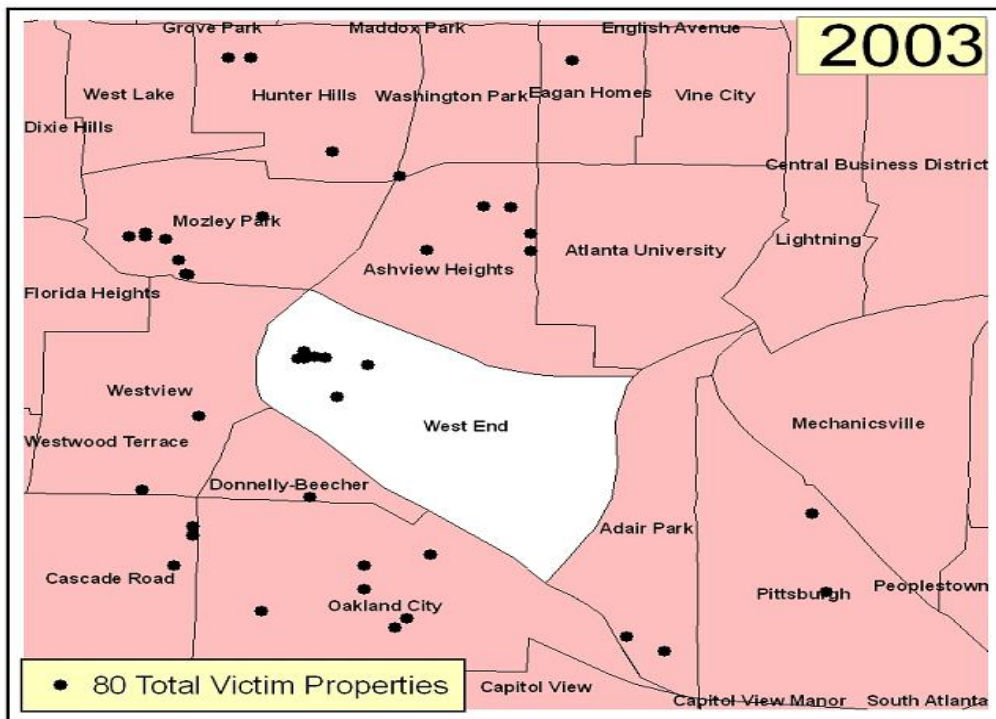 Grove Park
Maddox Park
English Avenue
2003
West Lake
Hunter Hills
Washington Park
Eagan Homes
Vine City
Dixie Hills
Central Business District
Mozley Park
Ashview Heights
Atlanta University
Lightning
Florida Heights
Westview
West End
Mechanicsville
Westwood Terrace
Donnelly-Beecher
Adair Park
Cascade Road
Oakland City
Pittsburgh
Peoplestown
80 Total Victim Properties
Capitol View
Capitol View Manor
South Atlanta